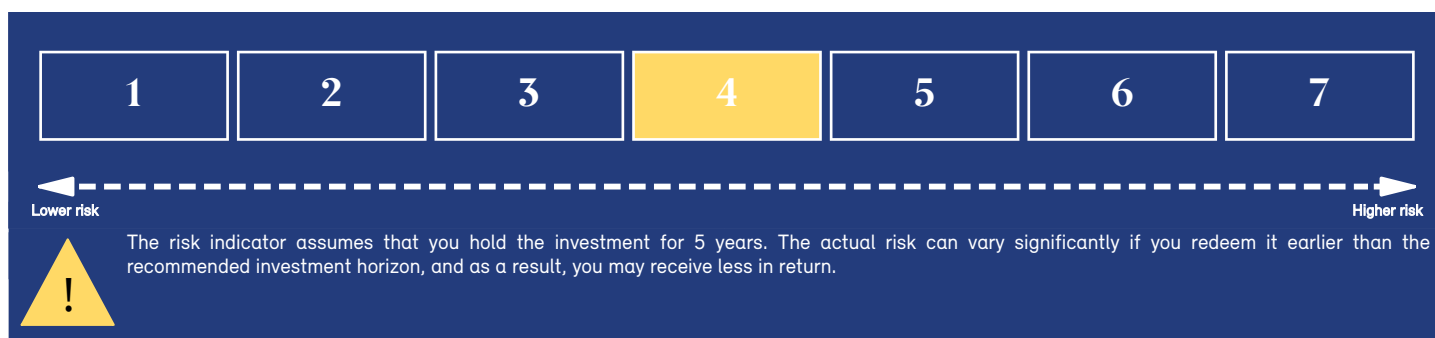 1 2 3 4 5 6 7
Lower risk Higher risk
The risk indicator assumes that you hold the investment for 5 years. The actual risk can vary significantly if you redeem it earlier than the
recommended investment horizon, and as a result, you may receive less in return.
!